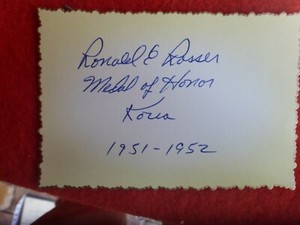 Ronald E Rosser
Medal of Honor
Korea
1951-1952